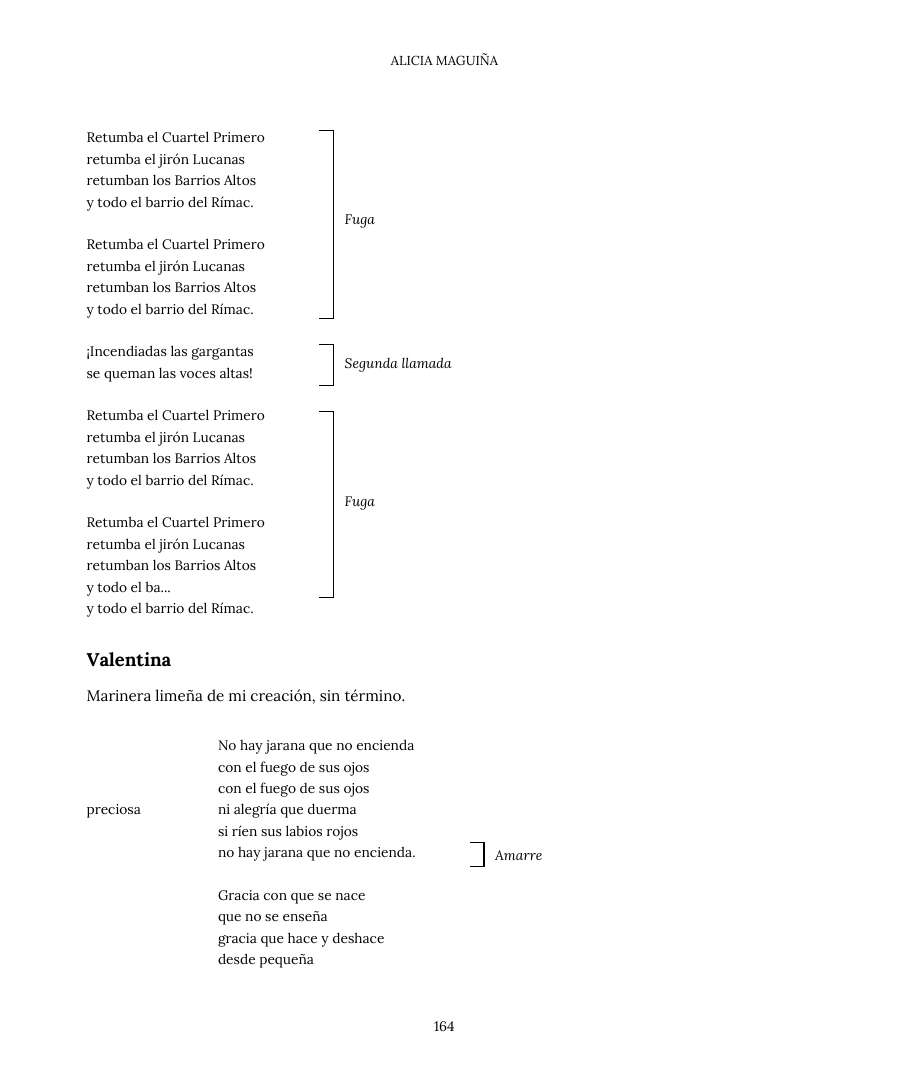 ALICIA MAGUIÑA
Retumba el Cuartel Primero
retumba el jirón Lucanas
retumban los Barrios Altos
y todo el barrio del Rímac.
Fuga
Retumba el Cuartel Primero
retumba el jirón Lucanas
retumban los Barrios Altos
y todo el barrio del Rímac.
¡Incendiadas las gargantas
se queman las voces altas!
Segunda llamada
Retumba el Cuartel Primero
retumba el jirón Lucanas
retumban los Barrios Altos
y todo el barrio del Rímac.
Fuga
Retumba el Cuartel Primero
retumba el jirón Lucanas
retumban los Barrios Altos
y todo el ba...
y todo el barrio del Rímac.
Valentina
Marinera limeña de mi creación, sin término.
No hay jarana que no encienda
con el fuego de sus ojos
con el fuego de sus ojos
preciosa ni alegría que duerma
si ríen sus labios rojos
no hay jarana que no encienda.
Amarre
Gracia con que se nace
que no se enseña
gracia que hace y deshace
desde pequeña
164